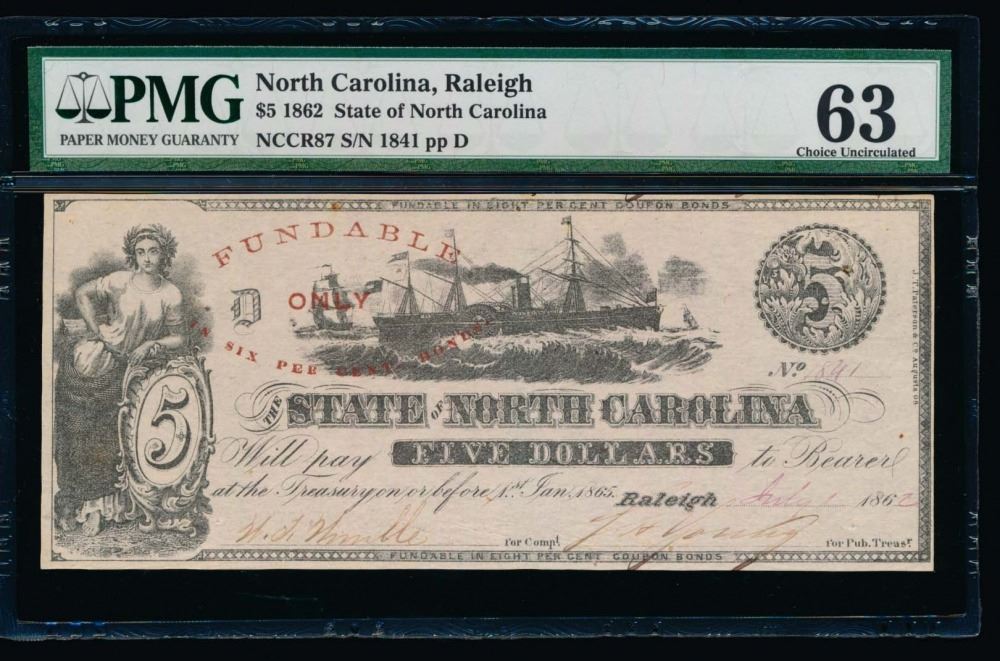 PMG
PAPER MONEY GUARANTY
North Carolina, Raleigh
$5 1862 State of North Carolina
NCCR87 S/N 1841 pp D
63
Choice Uncirculated
FUNDABLE IN EIGHT PER CENT COUPON BONDS
FUNDABLE
D
ONLY
IN SIX PER CENT. BONDS.
5
Nº 1841
THE STATE OF NORTH CAROLINA
5
Will pay FIVE DOLLARS to Bearer
at the Treasury on or before 1st Jan. 1865. Raleigh July 1 1862
for Compt.
for Pub. Treasr
FUNDABLE IN EIGHT PER CENT COUPON BONDS